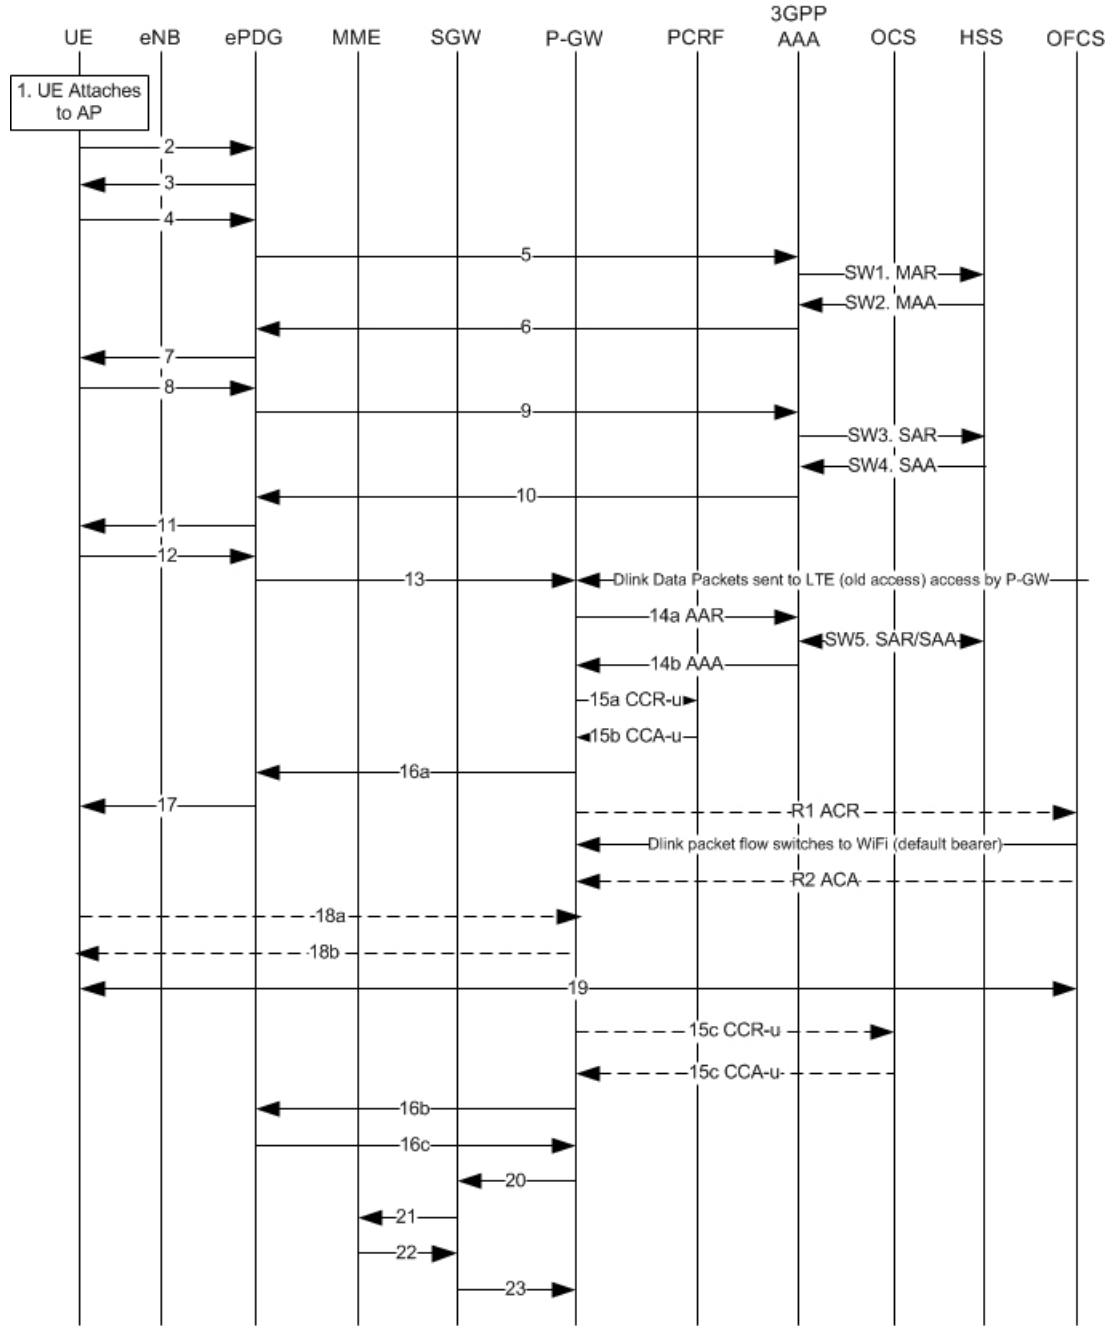 3GPP
UE eNB ePDG MME SGW P-GW PCRF AAA OCS HSS OFCS
1. UE Attaches
to AP
2
3
4
5
SW1. MAR
SW2. MAA
6
7
8
9
SW3. SAR
SW4. SAA
10
11
12
13 Dlink Data Packets sent to LTE (old access) access by P-GW
14a AAR
SW5. SAR/SAA
14b AAA
15a CCR-u
15b CCA-u
16a
17
R1 ACR
Dlink packet flow switches to WiFi (default bearer)
R2 ACA
18a
18b
19
15c CCR-u
15c CCA-u
16b
16c
20
21
22
23